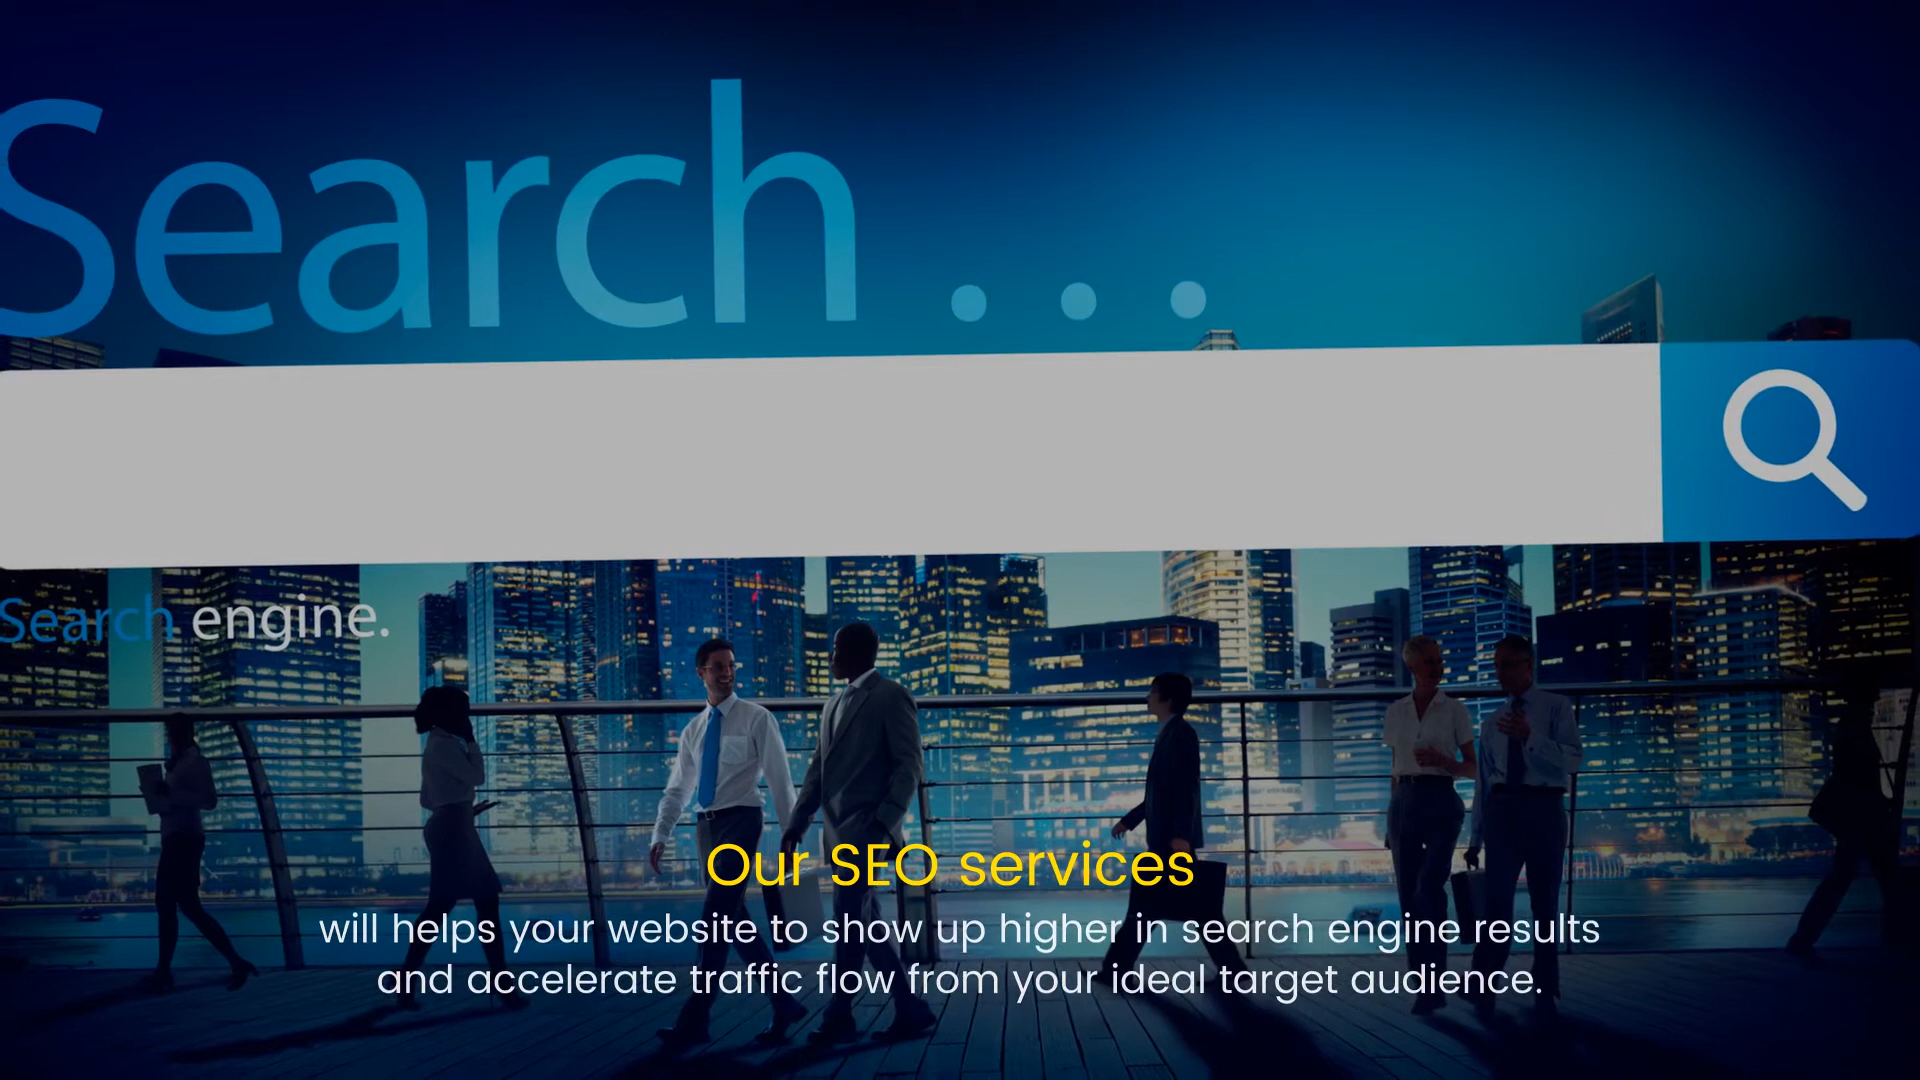 Search...
Search engine.
Our SEO services
will helps your website to show up higher in search engine results
and accelerate traffic flow from your ideal target audience.